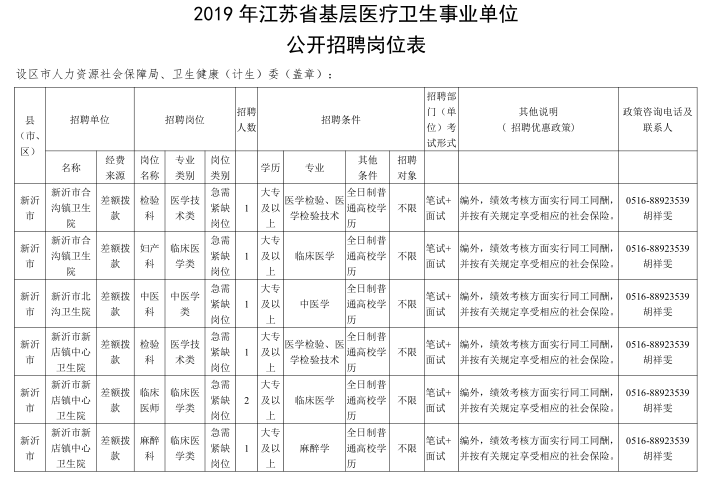 2019 年江苏省基层医疗卫生事业单位
公开招聘岗位表
设区市人力资源社会保障局、卫生健康（计生）委（盖章）：
县（市、区） 招聘单位 招聘岗位 招聘人数 招聘条件 招聘部门（单位）考试形式 其他说明（ 招聘优惠政策） 政策咨询电话及联系人
名称 经费来源 岗位名称 专业类别 岗位类别 学历 专业 其他条件 招聘对象
新沂市 新沂市合沟镇卫生院 差额拨款 检验科 医学技术类 急需紧缺岗位 1 大专及以上 医学检验、医学检验技术 全日制普通高校学历 不限 笔试+面试 编外，绩效考核方面实行同工同酬，并按有关规定享受相应的社会保险。 0516-88923539 胡祥雯
新沂市 新沂市合沟镇卫生院 差额拨款 妇产科 临床医学类 急需紧缺岗位 1 大专及以上 临床医学 全日制普通高校学历 不限 笔试+面试 编外，绩效考核方面实行同工同酬，并按有关规定享受相应的社会保险。 0516-88923539 胡祥雯
新沂市 新沂市北沟卫生院 差额拨款 中医科 中医学类 急需紧缺岗位 1 大专及以上 中医学 全日制普通高校学历 不限 笔试+面试 编外，绩效考核方面实行同工同酬，并按有关规定享受相应的社会保险。 0516-88923539 胡祥雯
新沂市 新沂市新店镇中心卫生院 差额拨款 检验科 医学技术类 急需紧缺岗位 1 大专及以上 医学检验、医学检验技术 全日制普通高校学历 不限 笔试+面试 编外，绩效考核方面实行同工同酬，并按有关规定享受相应的社会保险。 0516-88923539 胡祥雯
新沂市 新沂市新店镇中心卫生院 差额拨款 临床医师 临床医学类 急需紧缺岗位 2 大专及以上 临床医学 全日制普通高校学历 不限 笔试+面试 编外，绩效考核方面实行同工同酬，并按有关规定享受相应的社会保险。 0516-88923539 胡祥雯
新沂市 新沂市新店镇中心卫生院 差额拨款 麻醉科 临床医学类 急需紧缺岗位 1 大专及以上 麻醉学 全日制普通高校学历 不限 笔试+面试 编外，绩效考核方面实行同工同酬，并按有关规定享受相应的社会保险。 0516-88923539 胡祥雯